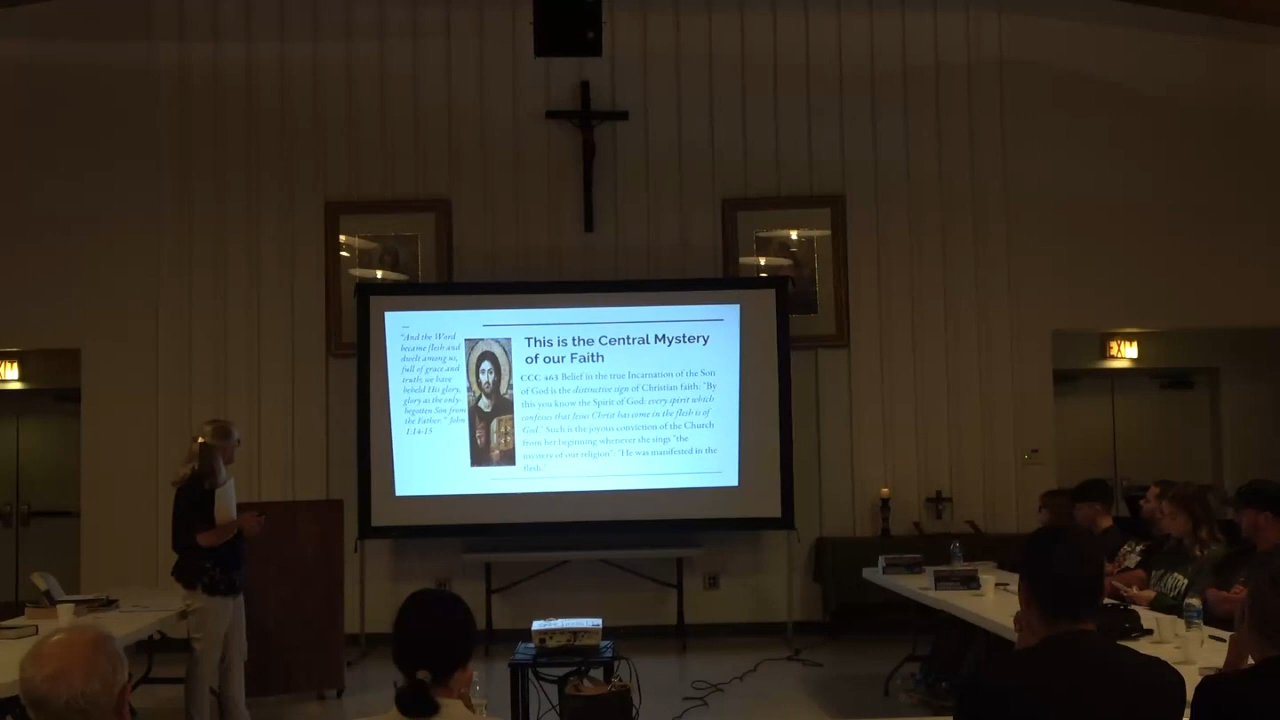 "And the Word
became flesh and
dwelt among us,
full of grace and
truth; we have
beheld His glory,
glory as the only-
begotten Son from
the Father." John
1:14-15
This is the Central Mystery
of our Faith
CCC 463 Belief in the true Incarnation of the Son
of God is the distinctive sign of Christian faith: "By
this you know the Spirit of God: every spirit which
confesses that Jesus Christ has come in the flesh is of
God." Such is the joyous conviction of the Church
from her beginning whenever she sings "the
mystery of our religion": "He was manifested in the
flesh."
EXIT